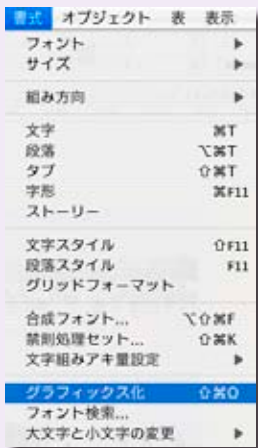 書式 オブジェクト 表 表示
フォント ▶
サイズ ▶
組み方向 ▶
文字 ⌘T
段落 ⌥⌘T
タブ ⇧⌘T
字形 ⌘F11
ストーリー
文字スタイル ⇧F11
段落スタイル F11
グリッドフォーマット
合成フォント... ⌥⇧⌘F
禁則処理セット... ⇧⌘K
文字組みアキ量設定 ▶
グラフィックス化 ⇧⌘O
フォント検索...
大文字と小文字の変更 ▶